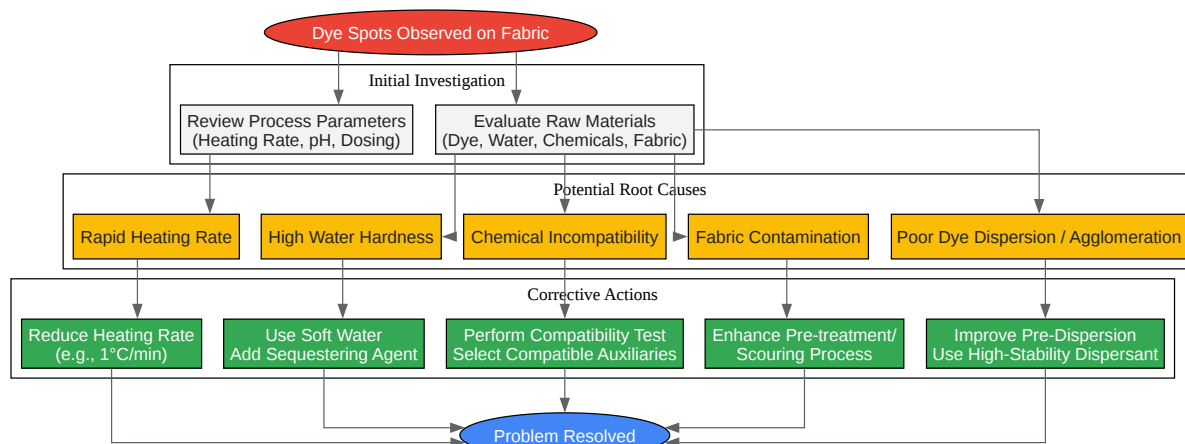 Dye Spots Observed on Fabric
Initial Investigation
Review Process Parameters
(Heating Rate, pH, Dosing)
Evaluate Raw Materials
(Dye, Water, Chemicals, Fabric)
Potential Root Causes
Rapid Heating Rate
High Water Hardness
Chemical Incompatibility
Fabric Contamination
Poor Dye Dispersion / Agglomeration
Corrective Actions
Reduce Heating Rate
(e.g., 1°C/min)
Use Soft Water
Add Sequestering Agent
Perform Compatibility Test
Select Compatible Auxiliaries
Enhance Pre-treatment/
Scouring Process
Improve Pre-Dispersion
Use High-Stability Dispersant
Problem Resolved